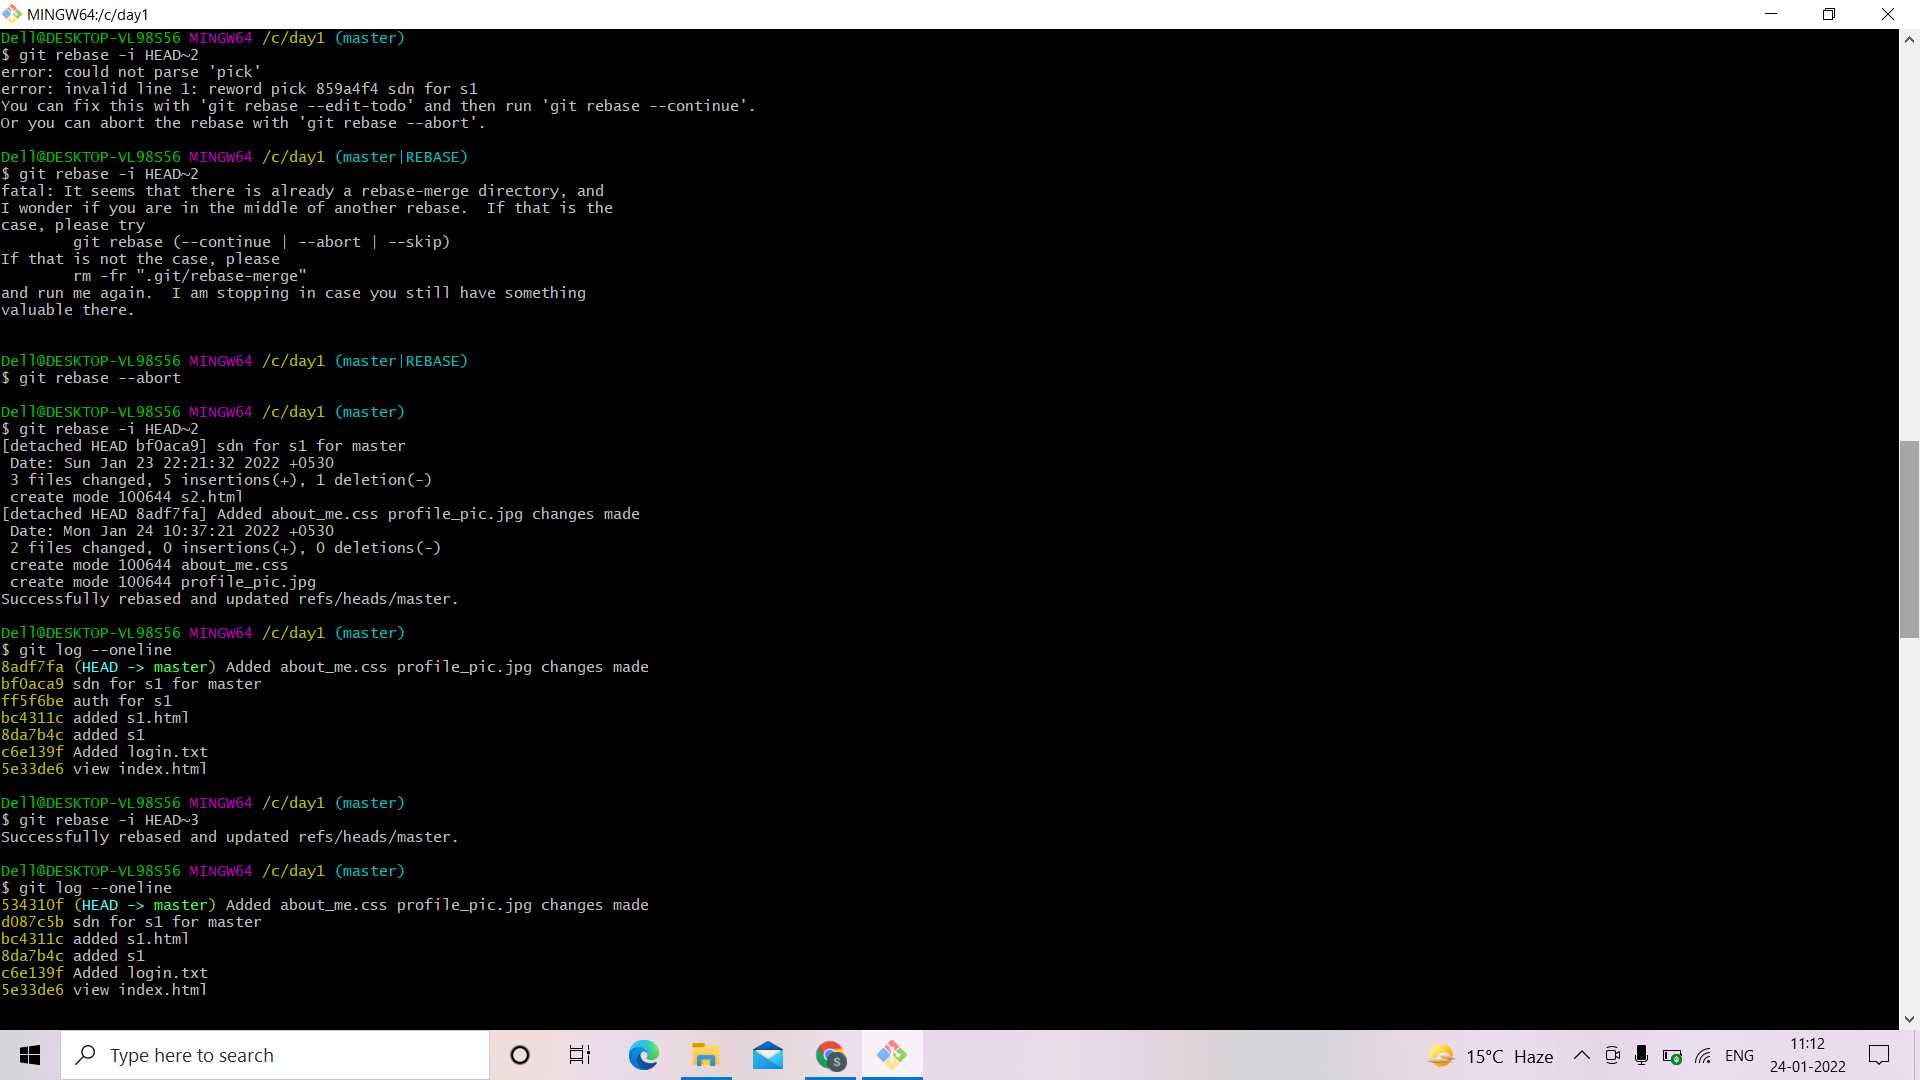 MINGW64:/c/day1
Dell@DESKTOP-VL98S56 MINGW64 /c/day1 (master)
$ git rebase -i HEAD~2
error: could not parse 'pick'
error: invalid line 1: reword pick 859a4f4 sdn for s1
You can fix this with 'git rebase --edit-todo' and then run 'git rebase --continue'.
Or you can abort the rebase with 'git rebase --abort'.
Dell@DESKTOP-VL98S56 MINGW64 /c/day1 (master|REBASE)
$ git rebase -i HEAD~2
fatal: It seems that there is already a rebase-merge directory, and
I wonder if you are in the middle of another rebase.  If that is the
case, please try
git rebase (--continue | --abort | --skip)
If that is not the case, please
rm -fr ".git/rebase-merge"
and run me again.  I am stopping in case you still have something
valuable there.
Dell@DESKTOP-VL98S56 MINGW64 /c/day1 (master|REBASE)
$ git rebase --abort
Dell@DESKTOP-VL98S56 MINGW64 /c/day1 (master)
$ git rebase -i HEAD~2
[detached HEAD bf0aca9] sdn for s1 for master
Date: Sun Jan 23 22:21:32 2022 +0530
3 files changed, 5 insertions(+), 1 deletion(-)
create mode 100644 s2.html
[detached HEAD 8adf7fa] Added about_me.css profile_pic.jpg changes made
Date: Mon Jan 24 10:37:21 2022 +0530
2 files changed, 0 insertions(+), 0 deletions(-)
create mode 100644 about_me.css
create mode 100644 profile_pic.jpg
Successfully rebased and updated refs/heads/master.
Dell@DESKTOP-VL98S56 MINGW64 /c/day1 (master)
$ git log --oneline
8adf7fa (HEAD -> master) Added about_me.css profile_pic.jpg changes made
bf0aca9 sdn for s1 for master
ff5f6be auth for s1
bc4311c added s1.html
8da7b4c added s1
c6e139f Added login.txt
5e33de6 view index.html
Dell@DESKTOP-VL98S56 MINGW64 /c/day1 (master)
$ git rebase -i HEAD~3
Successfully rebased and updated refs/heads/master.
Dell@DESKTOP-VL98S56 MINGW64 /c/day1 (master)
$ git log --oneline
534310f (HEAD -> master) Added about_me.css profile_pic.jpg changes made
d087c5b sdn for s1 for master
bc4311c added s1.html
8da7b4c added s1
c6e139f Added login.txt
5e33de6 view index.html
Type here to search
S
15°C Haze
ENG
11:12
24-01-2022